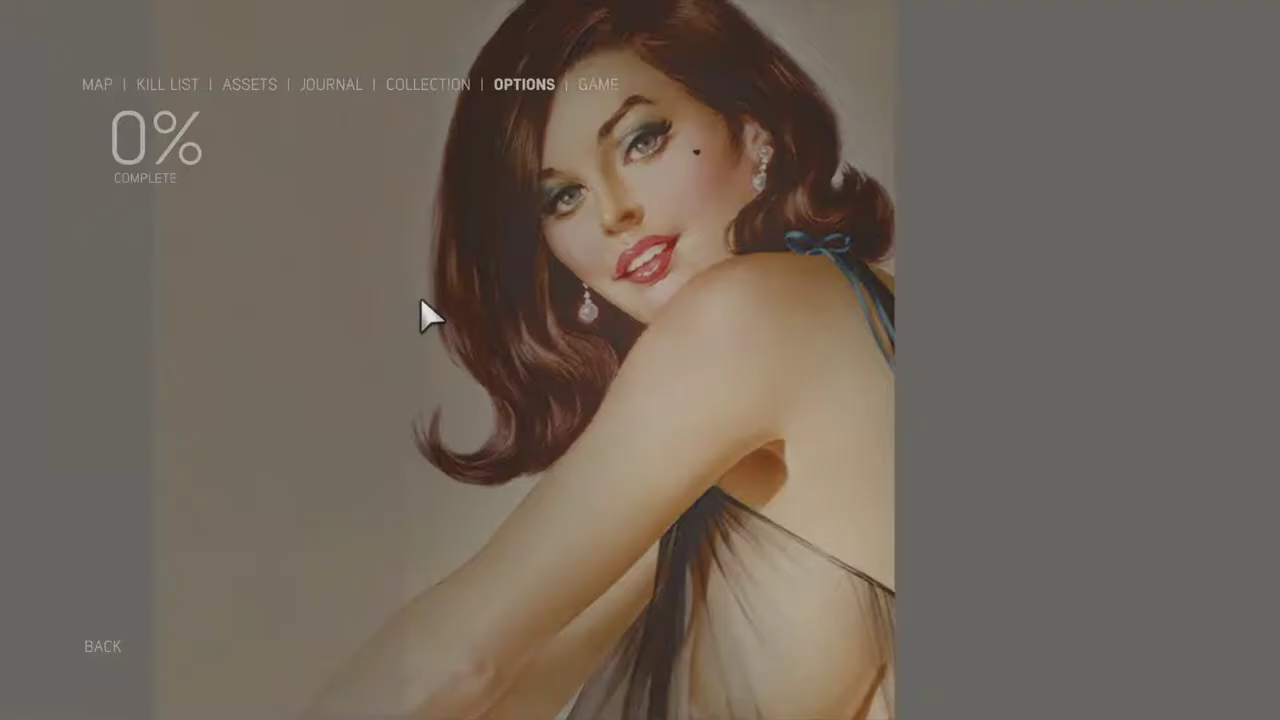 MAP | KILL LIST | ASSETS | JOURNAL | COLLECTION | OPTIONS | GAME
0%
COMPLETE
BACK